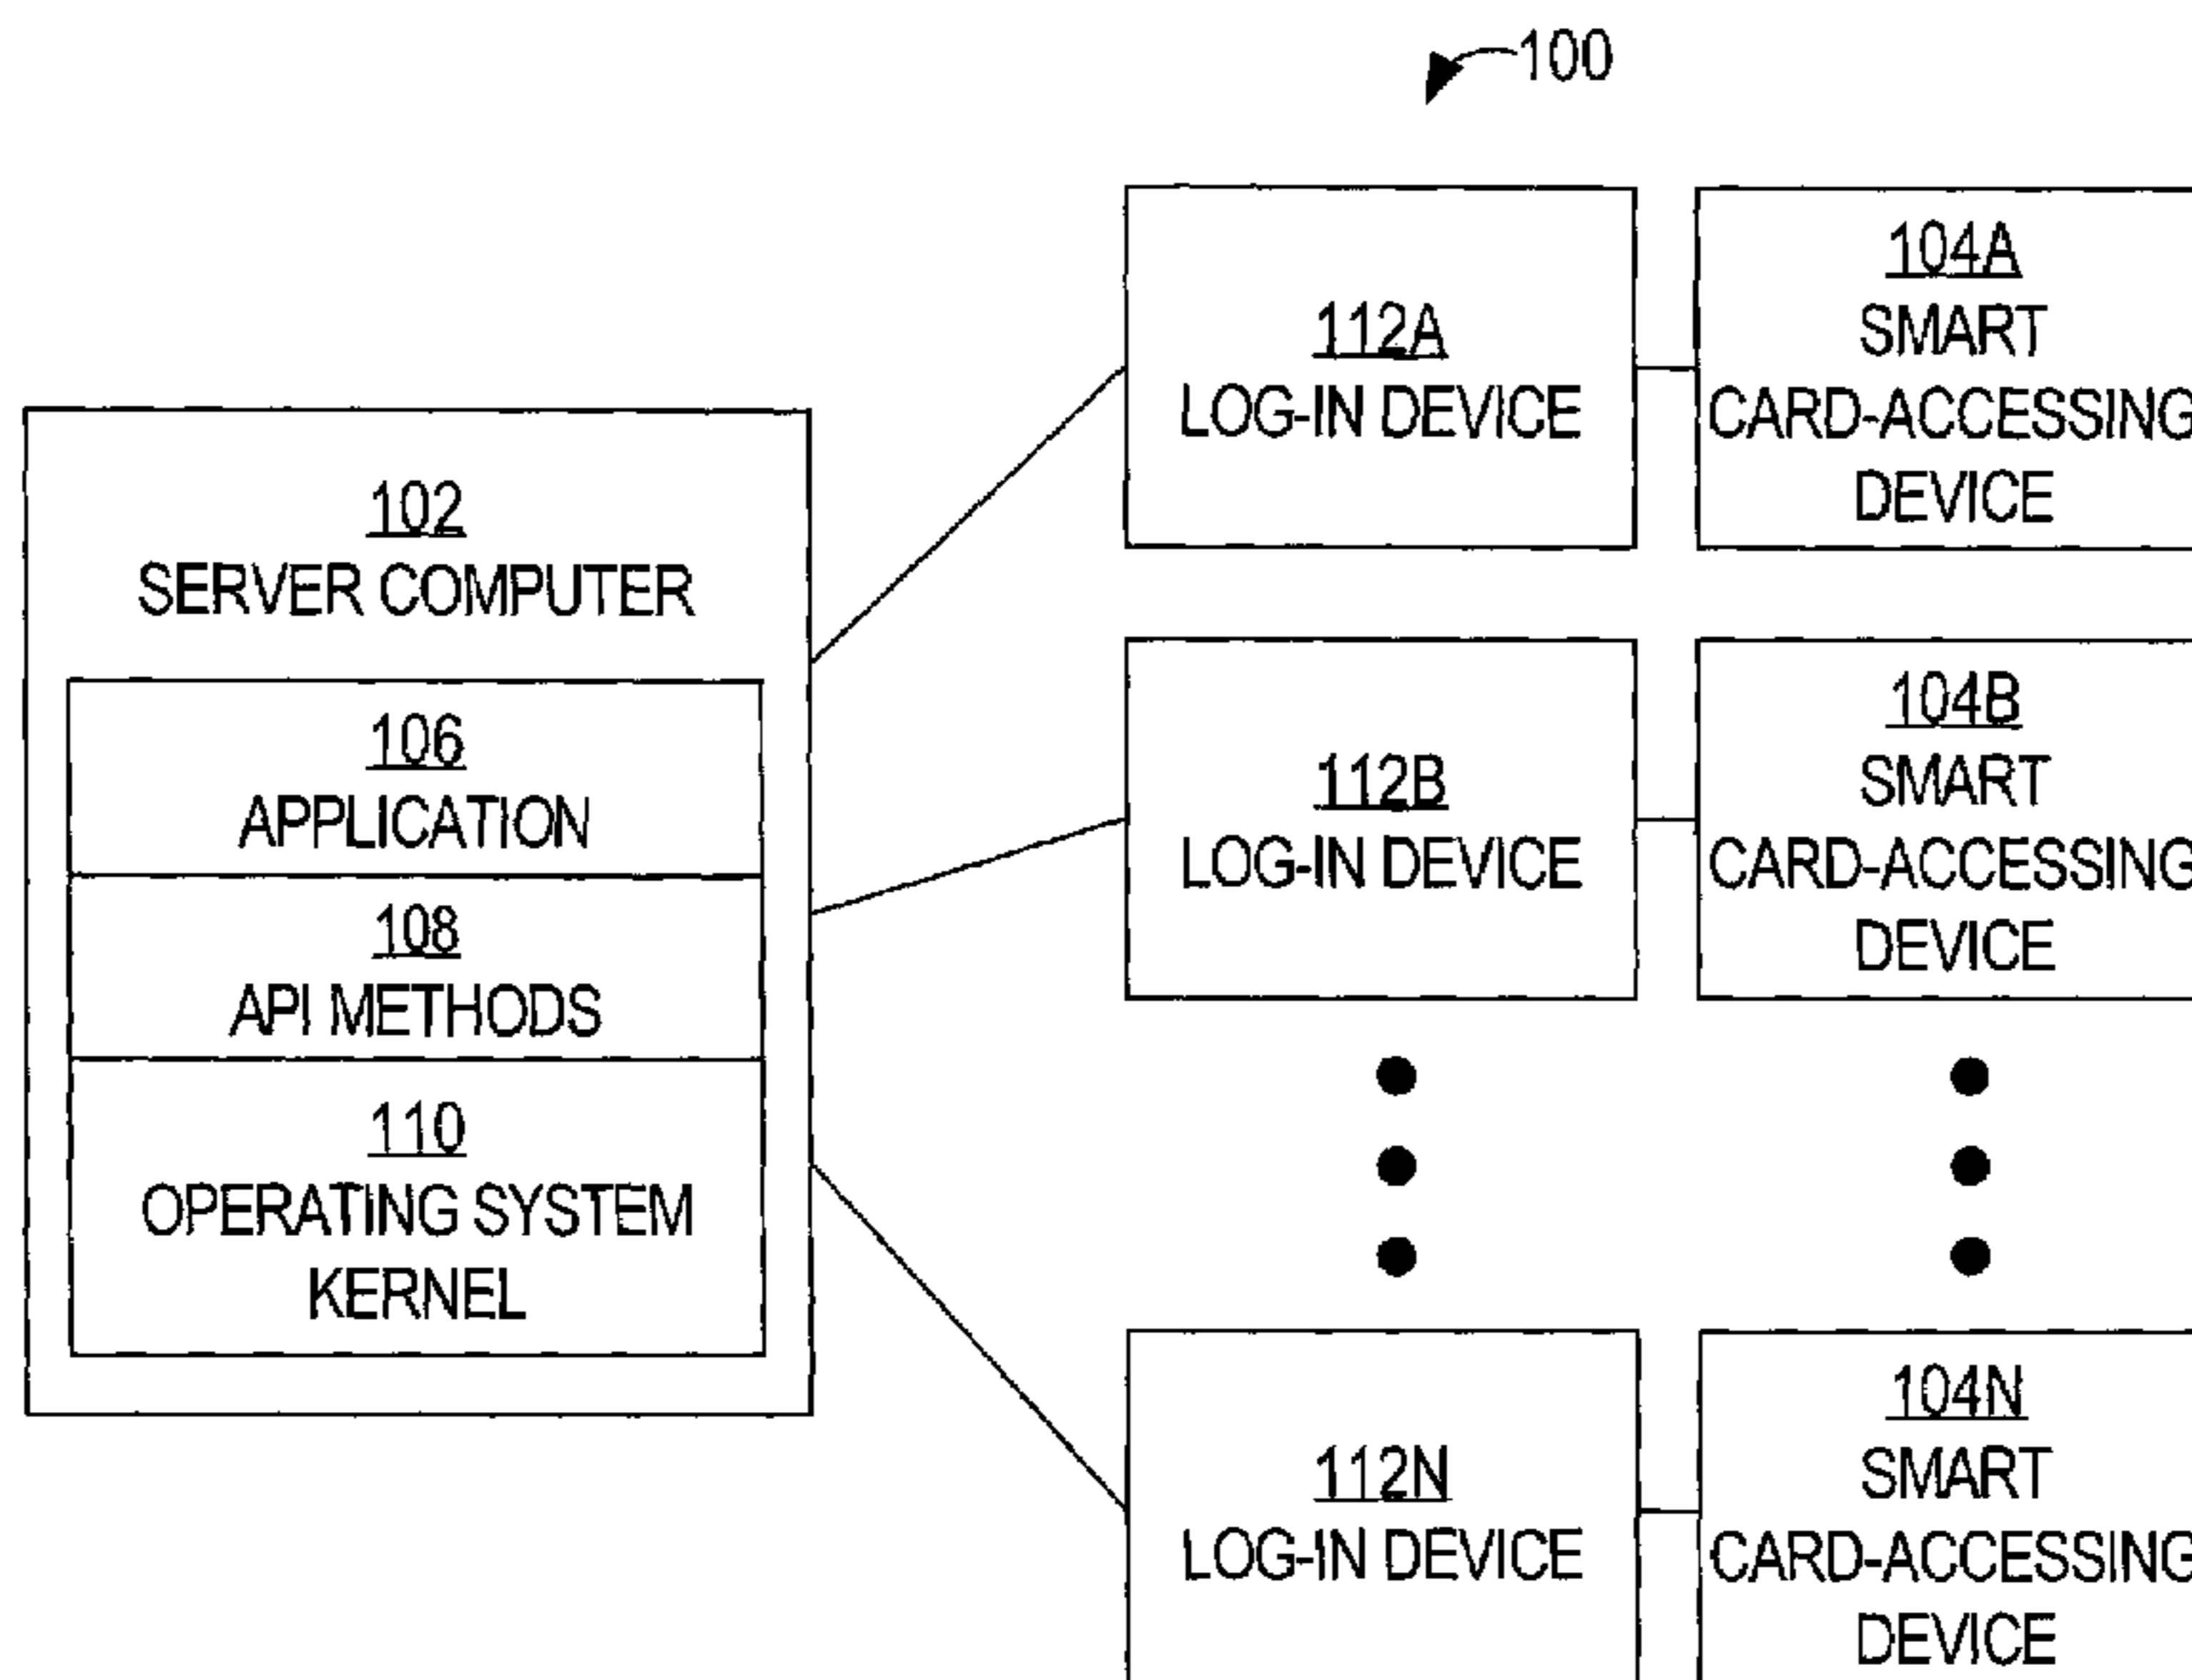 100
102
SERVER COMPUTER
106
APPLICATION
108
API METHODS
110
OPERATING SYSTEM
KERNEL
112A
LOG-IN DEVICE
104A
SMART
CARD-ACCESSING
DEVICE
112B
LOG-IN DEVICE
104B
SMART
CARD-ACCESSING
DEVICE
112N
LOG-IN DEVICE
104N
SMART
CARD-ACCESSING
DEVICE